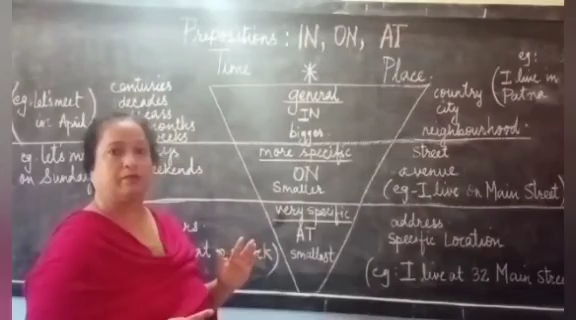 Prepositions : IN, ON, AT
Time * Place
eg:
(I live in
Patna
(eg. Let's meet
in April)
centuries
decades
weeks
general
IN
bigger
country
city
neighbourhood
eg. let's
on Sunday
more specific
ON
Smaller
Street
avenue
(eg - I live on Main Street)
very specific
AT
smallest
at
address
specific Location
(eg : I live at 32 Main Stre